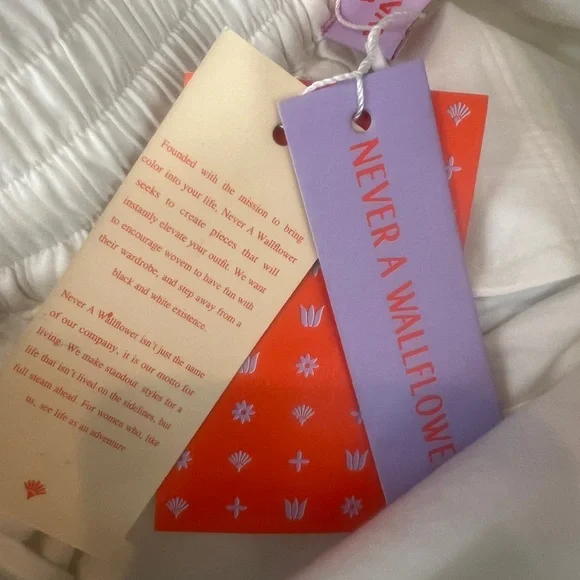 Founded with the mission to bring
color into your life, Never A Wallflower
seeks to create pieces that will
instantly elevate your outfit. We want
to encourage wovem to have fun with
their wardrobe, and step away from a
black and white existence.
Never A Wallflower isn't just the name
of our company, it is our motto for
living. We make standout styles for a
life that isn't lived on the sidelines, but
full steam ahead. For women who, like
us, see life as an adventure
NEVER A WALLFLOWE